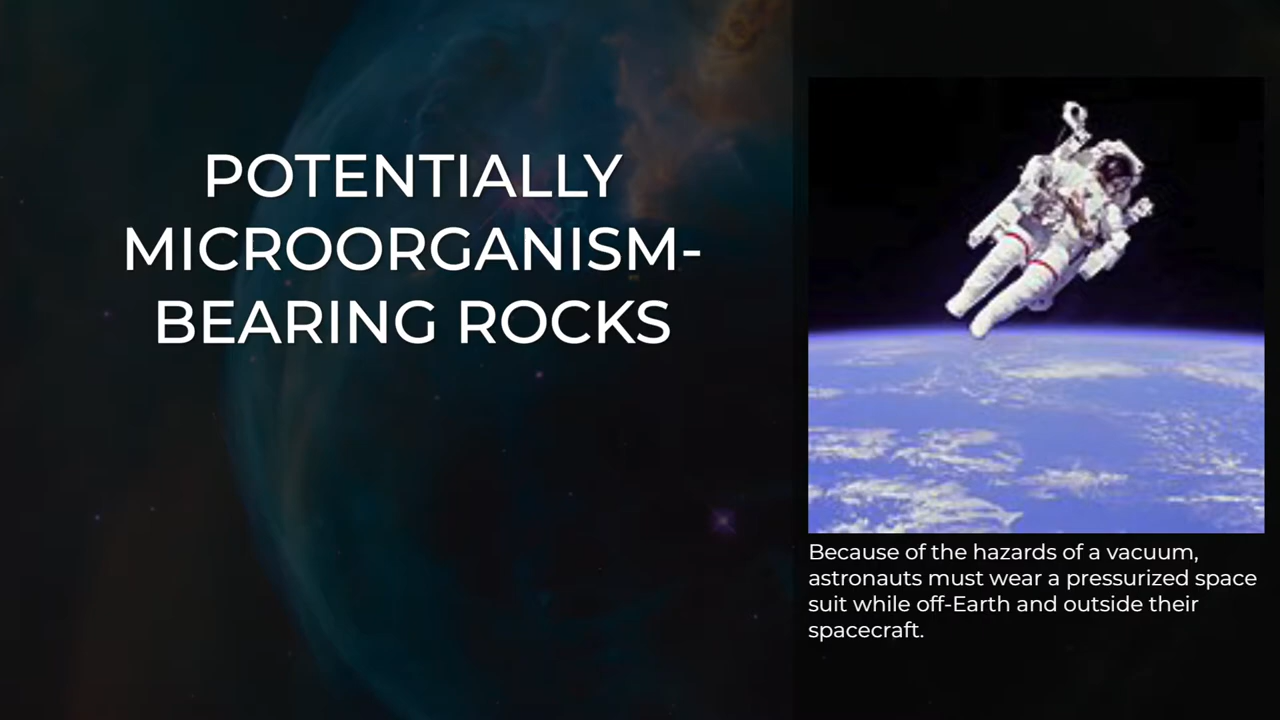 POTENTIALLY
MICROORGANISM-
BEARING ROCKS
Because of the hazards of a vacuum,
astronauts must wear a pressurized space
suit while off-Earth and outside their
spacecraft.